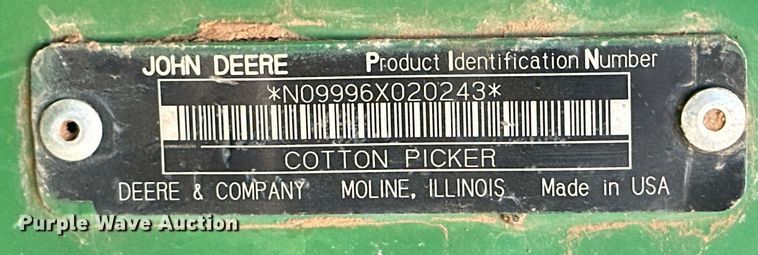 JOHN DEERE Product Identification Number
*N09996X020243*
COTTON PICKER
DEERE & COMPANY MOLINE, ILLINOIS Made in USA
Purple Wave Auction